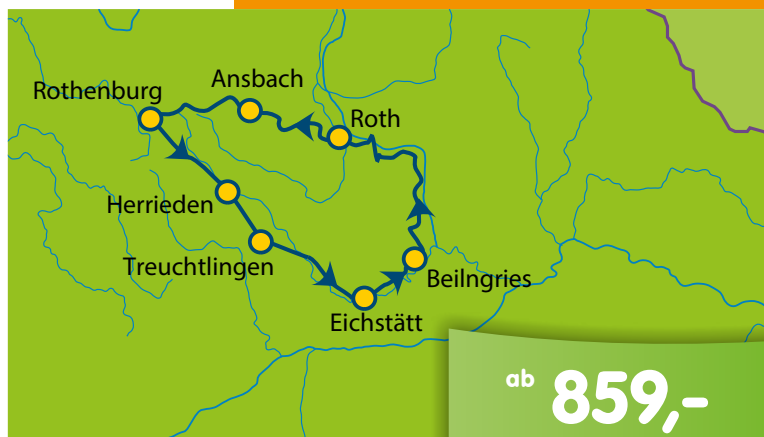 Ansbach
Rothenburg
Roth
Herrieden
Treuchtlingen
Beilngries
Eichstätt
ab 859,-